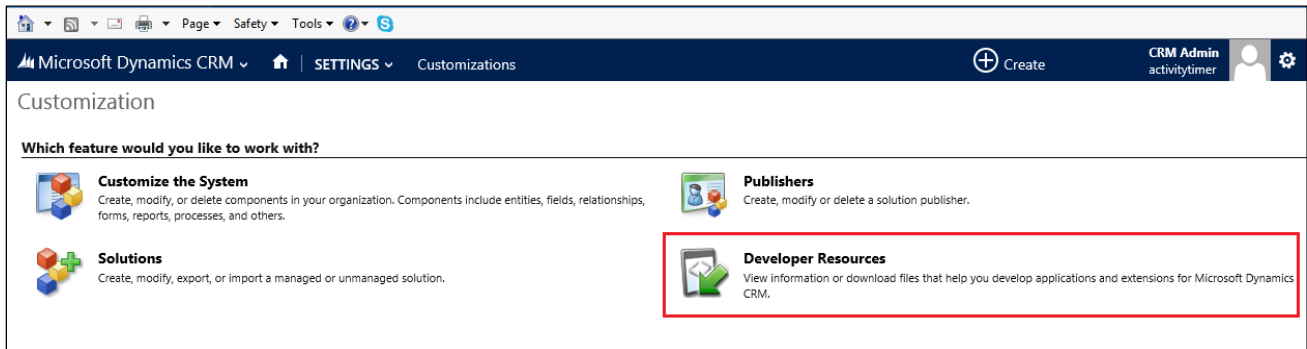 Page Safety Tools
Microsoft Dynamics CRM SETTINGS Customizations Create CRM Admin
activitytimer
Customization
Which feature would you like to work with?
Customize the System
Create, modify, or delete components in your organization. Components include entities, fields, relationships,
forms, reports, processes, and others.
Publishers
Create, modify or delete a solution publisher.
Solutions
Create, modify, export, or import a managed or unmanaged solution.
Developer Resources
View information or download files that help you develop applications and extensions for Microsoft Dynamics
CRM.